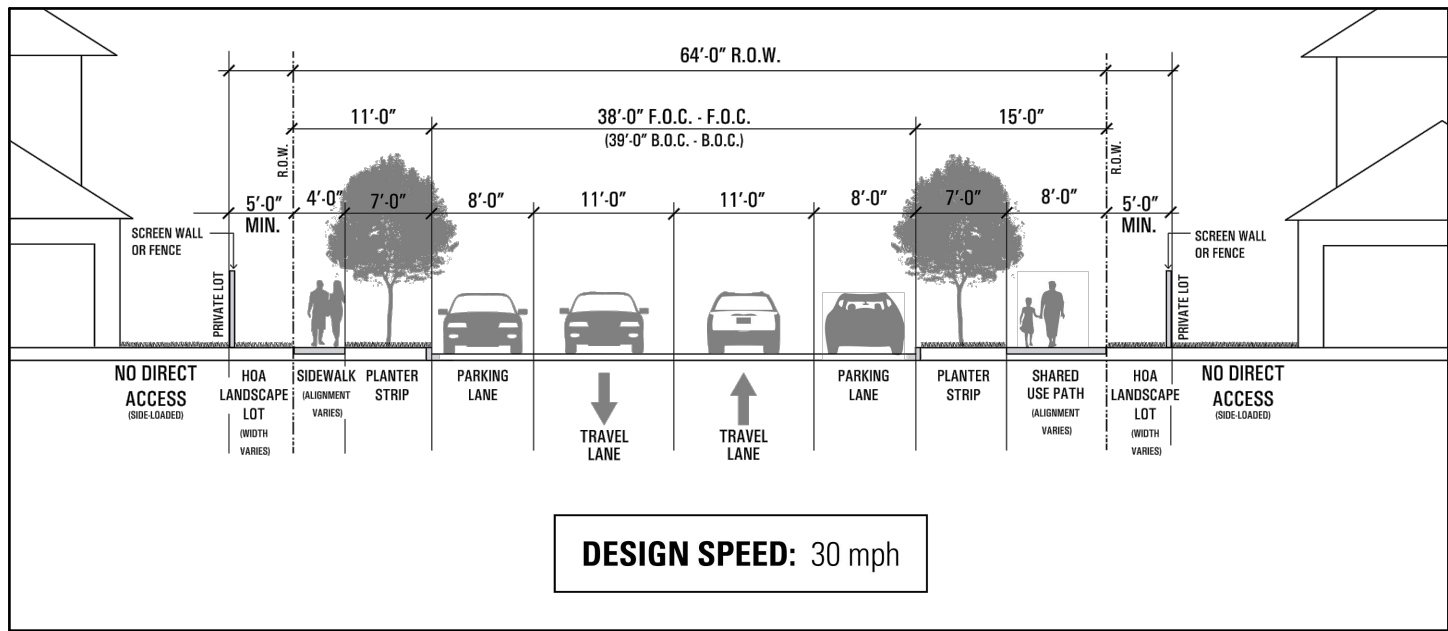 64'-0" R.O.W.
11'-0"
38'-0" F.O.C. - F.O.C.
(39'-0" B.O.C. - B.O.C.)
15'-0"
R.O.W.
R.O.W.
5'-0"
MIN.
4'-0"
7'-0"
8'-0"
11'-0"
11'-0"
8'-0"
7'-0"
8'-0"
5'-0"
MIN.
SCREEN WALL
OR FENCE
SCREEN WALL
OR FENCE
PRIVATE LOT
PRIVATE LOT
NO DIRECT
ACCESS
(SIDE-LOADED)
HOA
LANDSCAPE
LOT
(WIDTH
VARIES)
SIDEWALK
(ALIGNMENT
VARIES)
PLANTER
STRIP
PARKING
LANE
TRAVEL
LANE
TRAVEL
LANE
PARKING
LANE
PLANTER
STRIP
SHARED
USE PATH
(ALIGNMENT
VARIES)
HOA
LANDSCAPE
LOT
(WIDTH
VARIES)
NO DIRECT
ACCESS
(SIDE-LOADED)
DESIGN SPEED: 30 mph